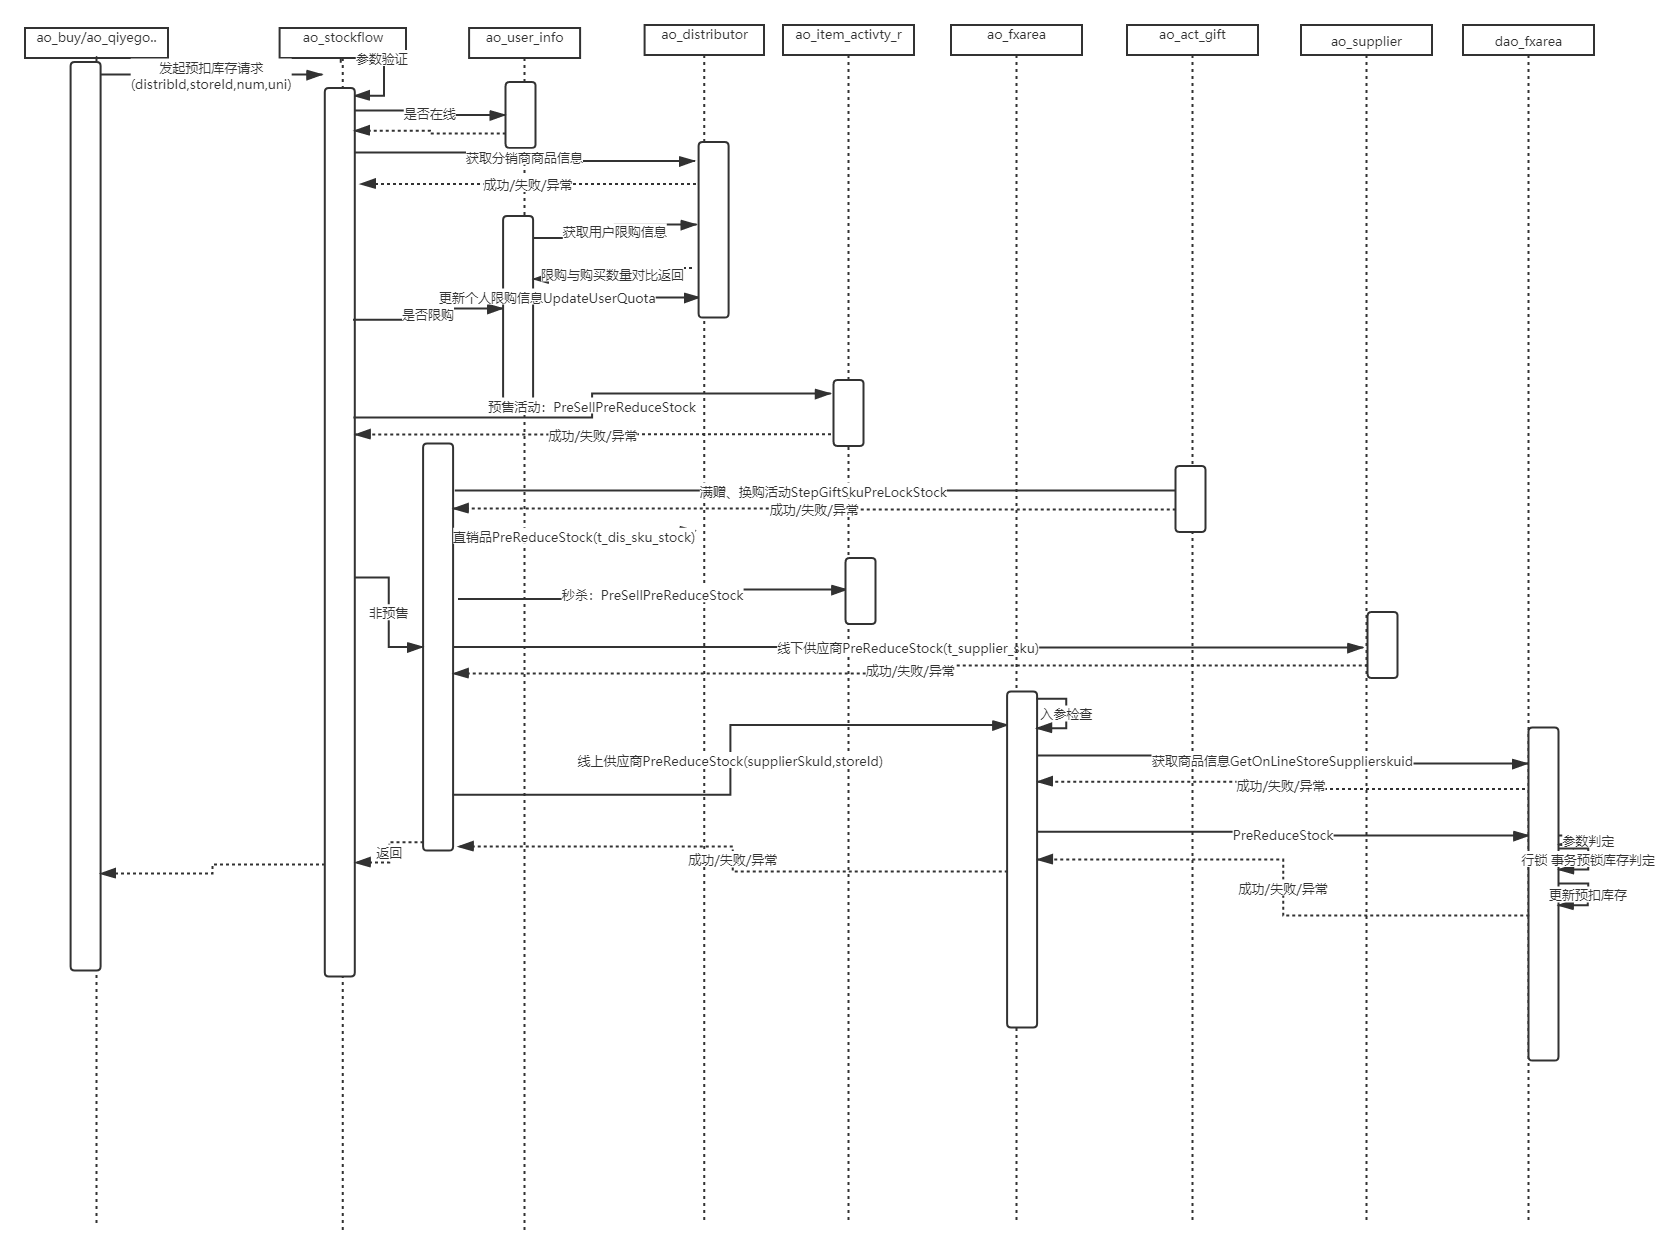 ao_buy/ao_qiyego..
ao_stockflow
ao_user_info
ao_distributor
ao_item_activty_r
ao_fxarea
ao_act_gift
ao_supplier
dao_fxarea
参数验证
发起预扣库存请求
(distribId,storeId,num,uni)
是否在线
获取分销商商品信息
成功/失败/异常
获取用户限购信息
限购与购买数量对比返回
更新个人限购信息UpdateUserQuota
是否限购
预售活动：PreSellPreReduceStock
成功/失败/异常
满赠、换购活动StepGiftSkuPreLockStock
成功/失败/异常
直销品PreReduceStock(t_dis_sku_stock)
秒杀：PreSellPreReduceStock
非预售
线下供应商PreReduceStock(t_supplier_sku)
成功/失败/异常
入参检查
线上供应商PreReduceStock(supplierSkuId,storeId)
获取商品信息GetOnLineStoreSupplierskuid
成功/失败/异常
PreReduceStock
参数判定
返回
成功/失败/异常
行锁 事务预锁库存判定
成功/失败/异常
更新预扣库存